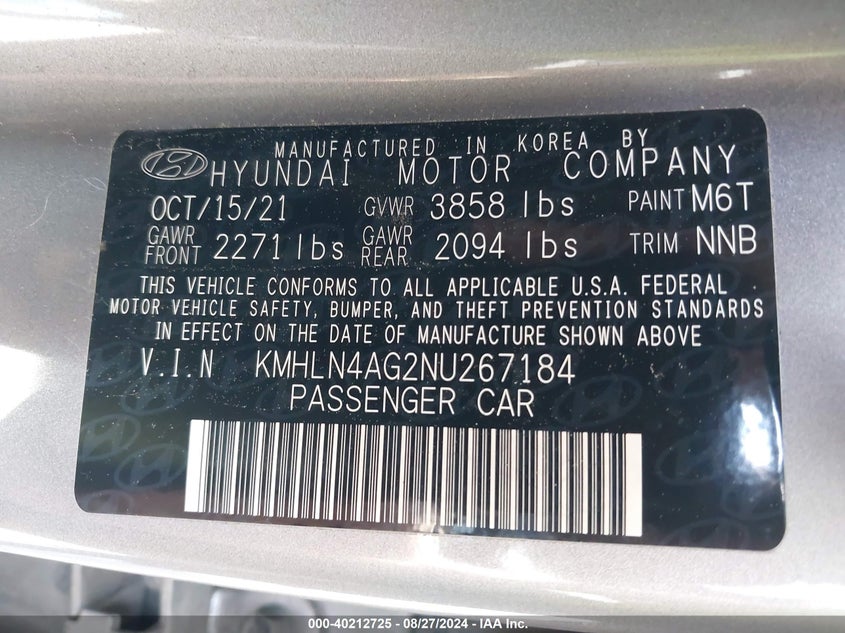 MANUFACTURED IN KOREA BY
HYUNDAI MOTOR COMPANY
OCT/15/21 GVWR 3858 lbs PAINT M6T
GAWR FRONT 2271 lbs GAWR REAR 2094 lbs TRIM NNB
THIS VEHICLE CONFORMS TO ALL APPLICABLE U.S.A. FEDERAL
MOTOR VEHICLE SAFETY, BUMPER, AND THEFT PREVENTION STANDARDS
IN EFFECT ON THE DATE OF MANUFACTURE SHOWN ABOVE
V.I.N KMHLN4AG2NU267184
PASSENGER CAR
000-40212725 - 08/27/2024 - IAA Inc.